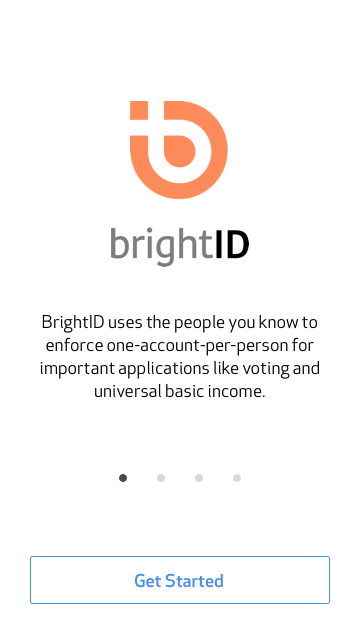 brightID
BrightID uses the people you know to
enforce one-account-per-person for
important applications like voting and
universal basic income.
Get Started